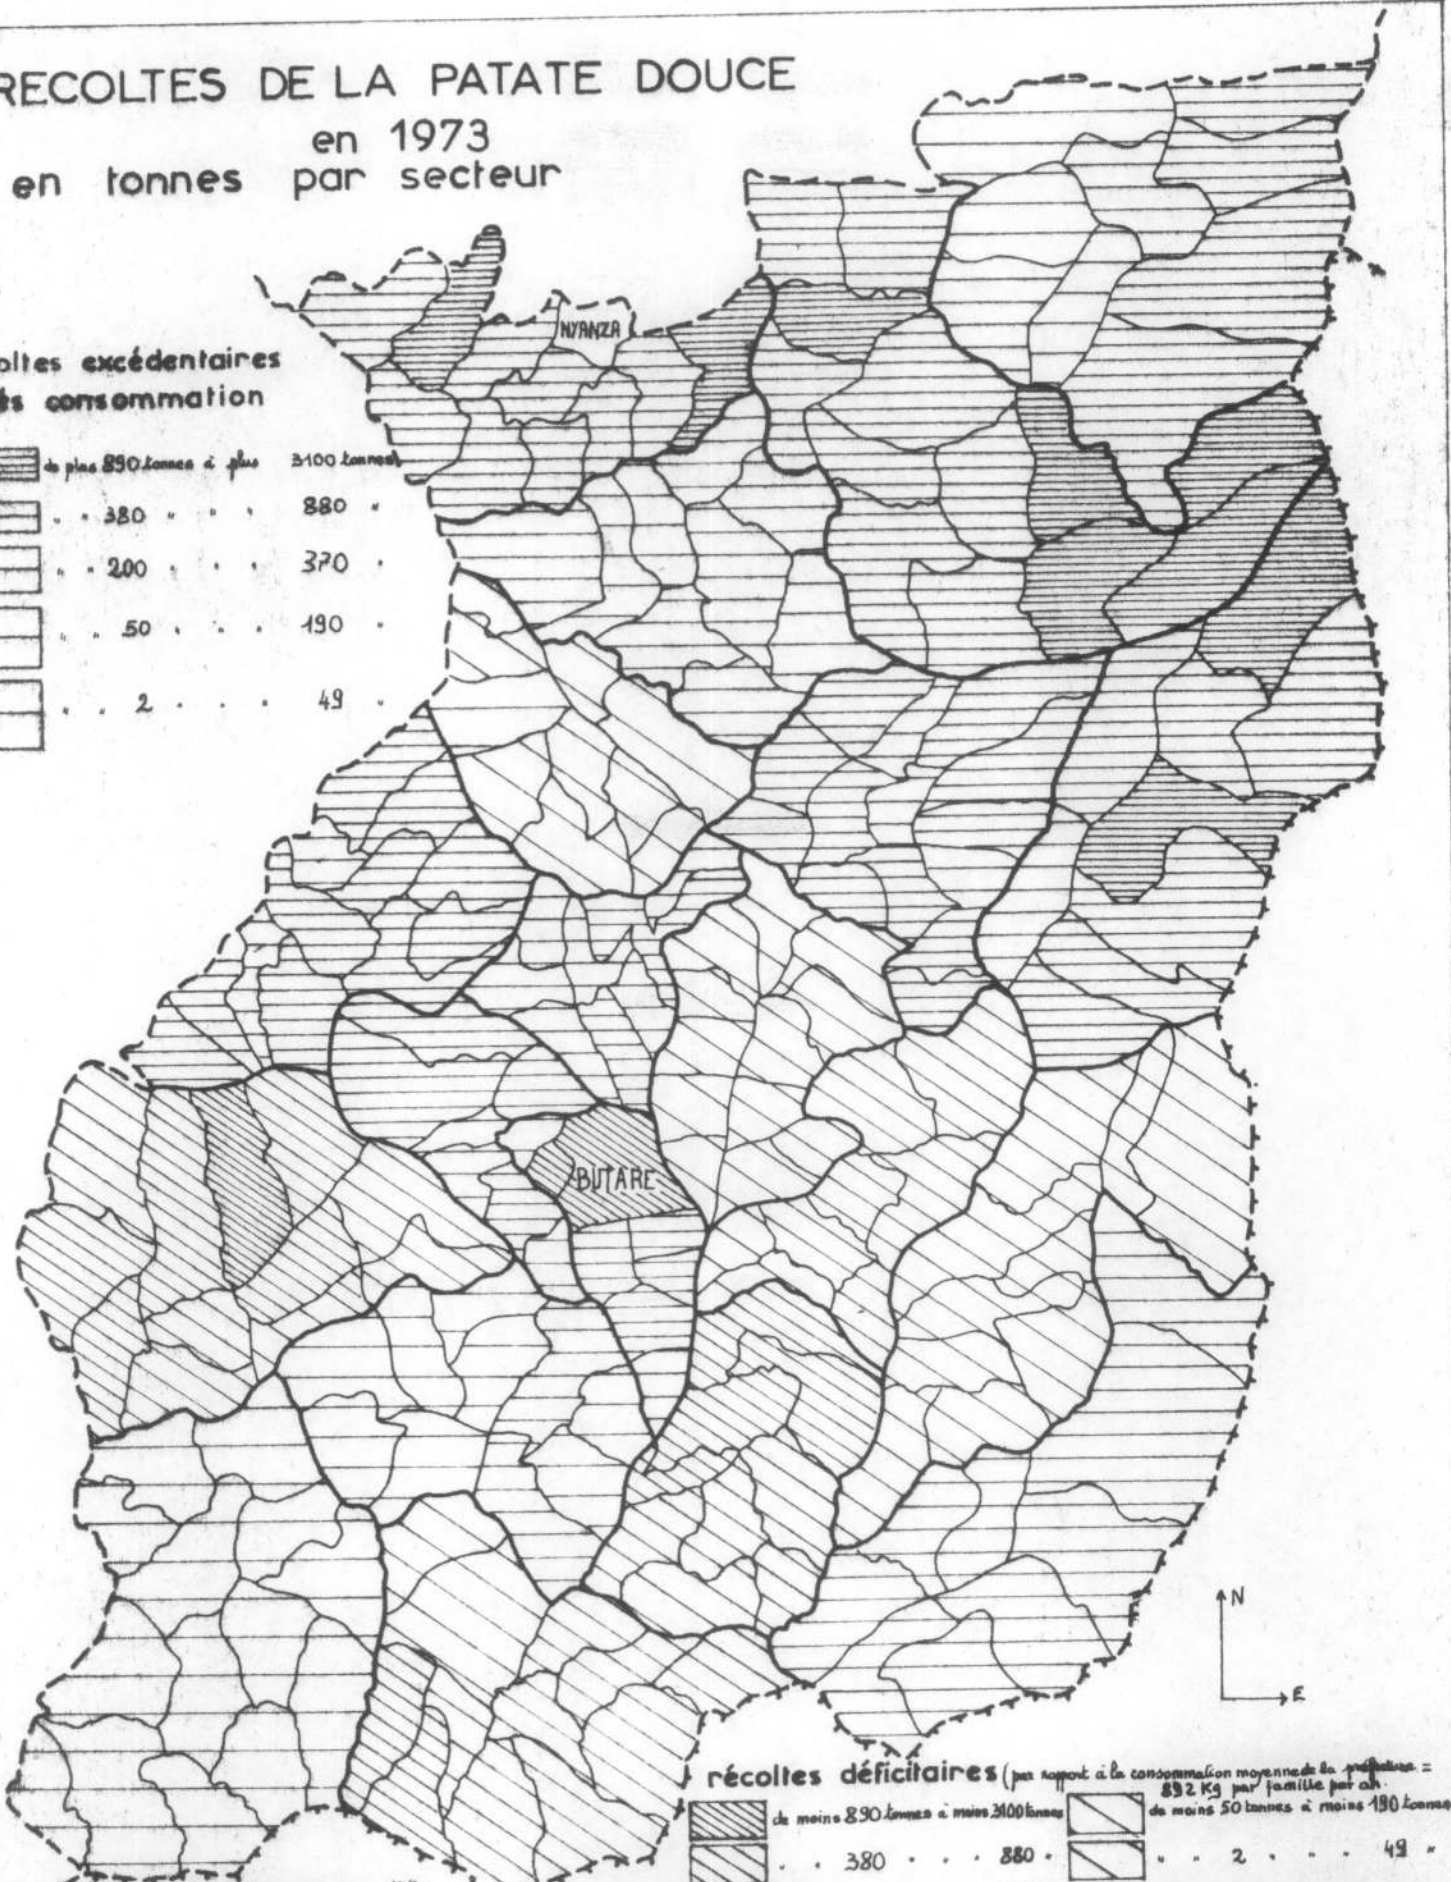 RECOLTES DE LA PATATE DOUCE
en 1973
en tonnes par secteur
NYANZA
oltes excédentaires
és consommation
de plus 890 tonnes à plus 3100 tonnes
" " 380 " " " 880 "
" " 200 " " " 370 "
" " 50 " " " 190 "
" " 2 " " " 49 "
BUTARE
N
E
récoltes déficitaires (par rapport à la consommation moyenne de la préfecture =
892 Kg par famille par an.
de moins 890 tonnes à moins 3100 tonnes
de moins 50 tonnes à moins 190 tonnes
" " 380 " " " 880 "
" " 2 " " " 49 "